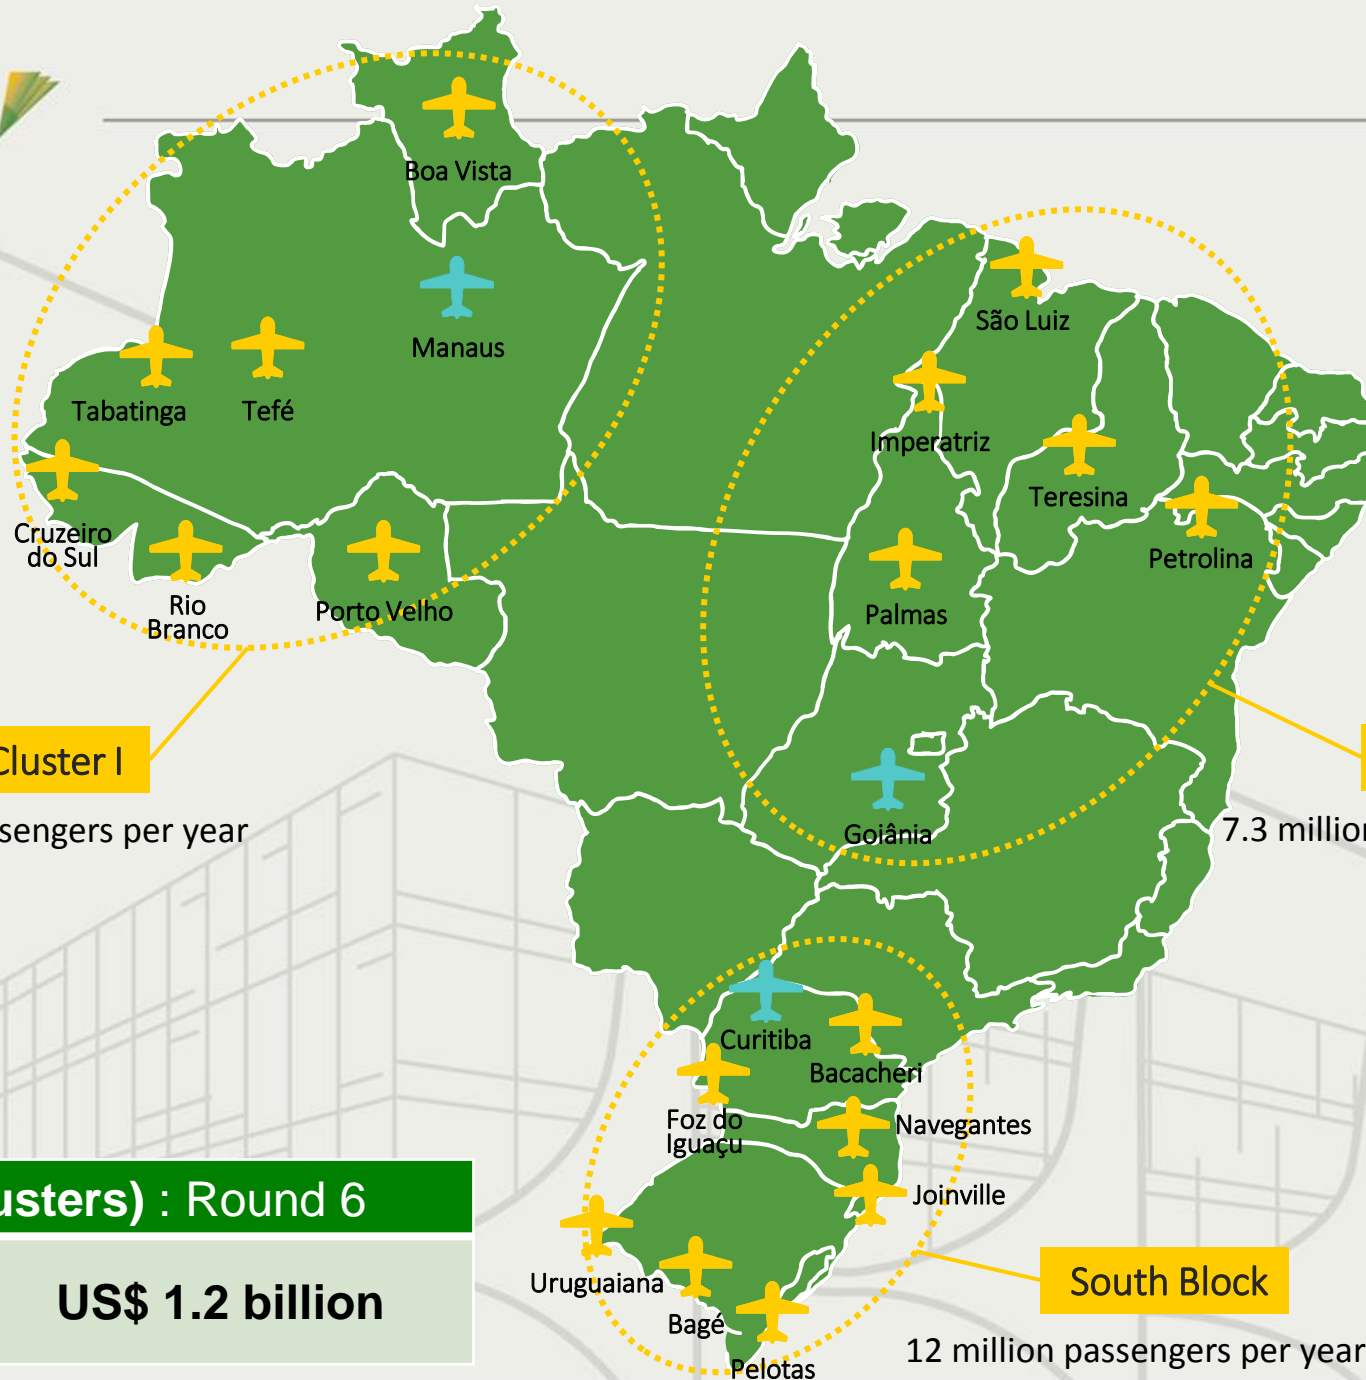 Boa Vista
Manaus
São Luiz
Tabatinga
Tefé
Imperatriz
Teresina
Cruzeiro
do Sul
Petrolina
Rio
Branco
Porto Velho
Palmas
Cluster I
sengers per year
Goiânia
7.3 million
Curitiba
Bacacheri
Foz do
Iguaçu
Navegantes
Joinville
usters) : Round 6
Uruguaiana
South Block
US$ 1.2 billion
Bagé
12 million passengers per year
Pelotas